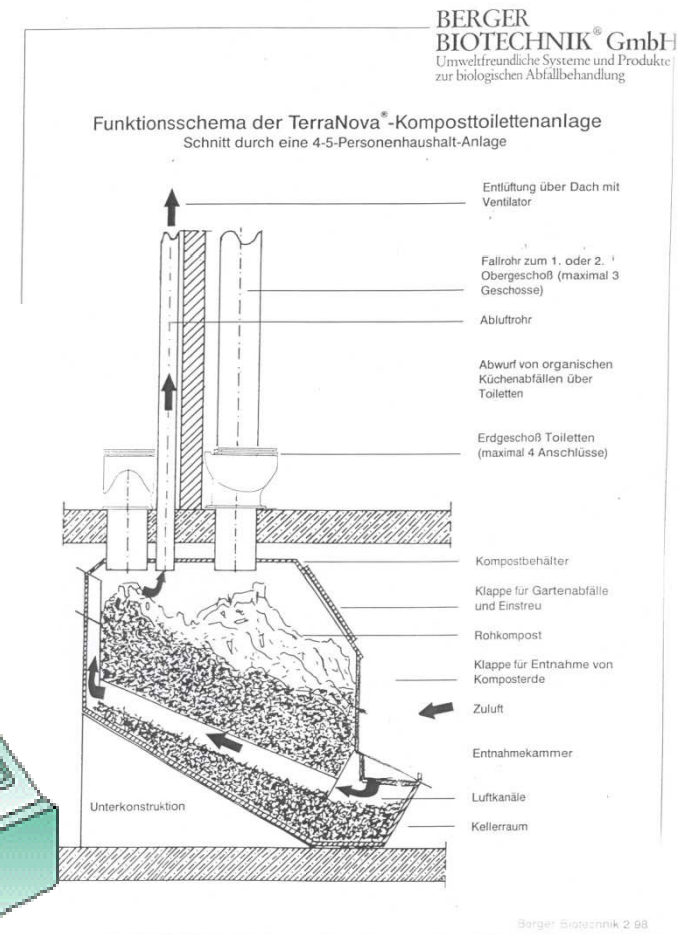 BERGER
BIOTECHNIK® GmbH
Umweltfreundliche Systeme und Produkte
zur biologischen Abfallbehandlung
Funktionsschema der TerraNova®-Komposttoilettenanlage
Schnitt durch eine 4-5-Personenhaushalt-Anlage
Entlüftung über Dach mit
Ventilator
Fallrohr zum 1. oder 2.
Obergeschoß (maximal 3
Geschosse)
Abluftrohr
Abwurf von organischen
Küchenabfällen über
Toiletten
Erdgeschoß Toiletten
(maximal 4 Anschlüsse)
Kompostbehälter
Klappe für Gartenabfälle
und Einstreu
Rohkompost
Klappe für Entnahme von
Komposterde
Zuluft
Entnahmekammer
Luftkanäle
Kellerraum
Unterkonstruktion
Berger Biotechnik 2 98